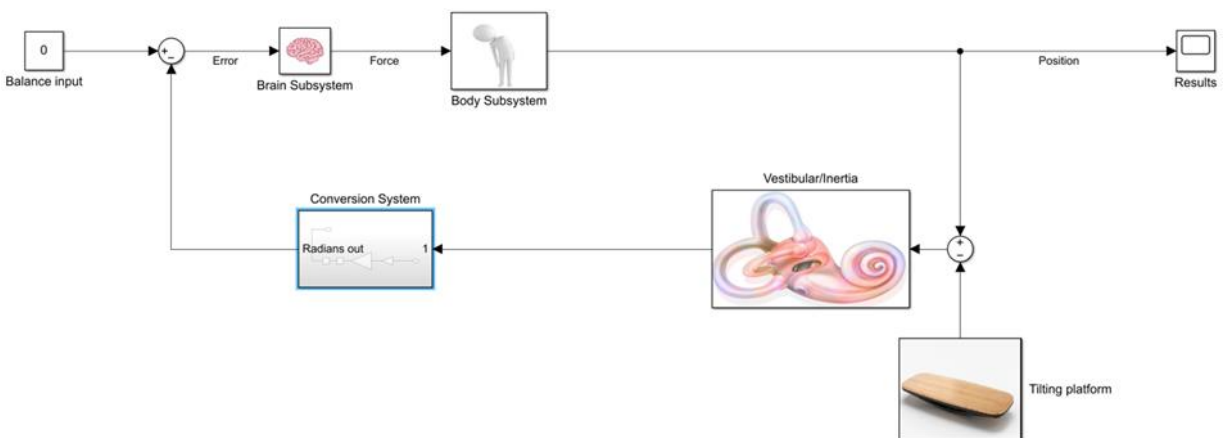 0
Balance input
Error
Brain Subsystem
Force
Body Subsystem
Position
Results
Conversion System
Radians out
1
Vestibular/Inertia
Tilting platform